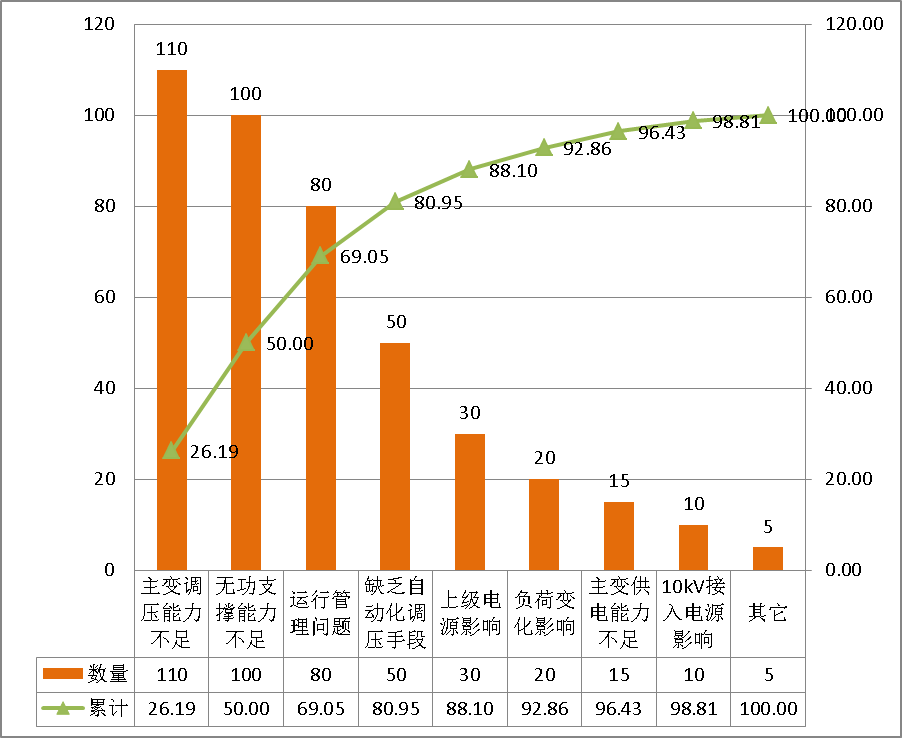 120
100
80
60
40
20
0
120.00
100.00
80.00
60.00
40.00
20.00
0.00
110
100
80
50
30
20
15
10
5
26.19
50.00
69.05
80.95
88.10
92.86
96.43
98.81
100.00
主变调
压能力
不足
无功支
撑能力
不足
运行管
理问题
缺乏自
动化调
压手段
上级电
源影响
负荷变
化影响
主变供
电能力
不足
10kV接
入电源
影响
其它
数量 110 100 80 50 30 20 15 10 5
累计 26.19 50.00 69.05 80.95 88.10 92.86 96.43 98.81 100.00